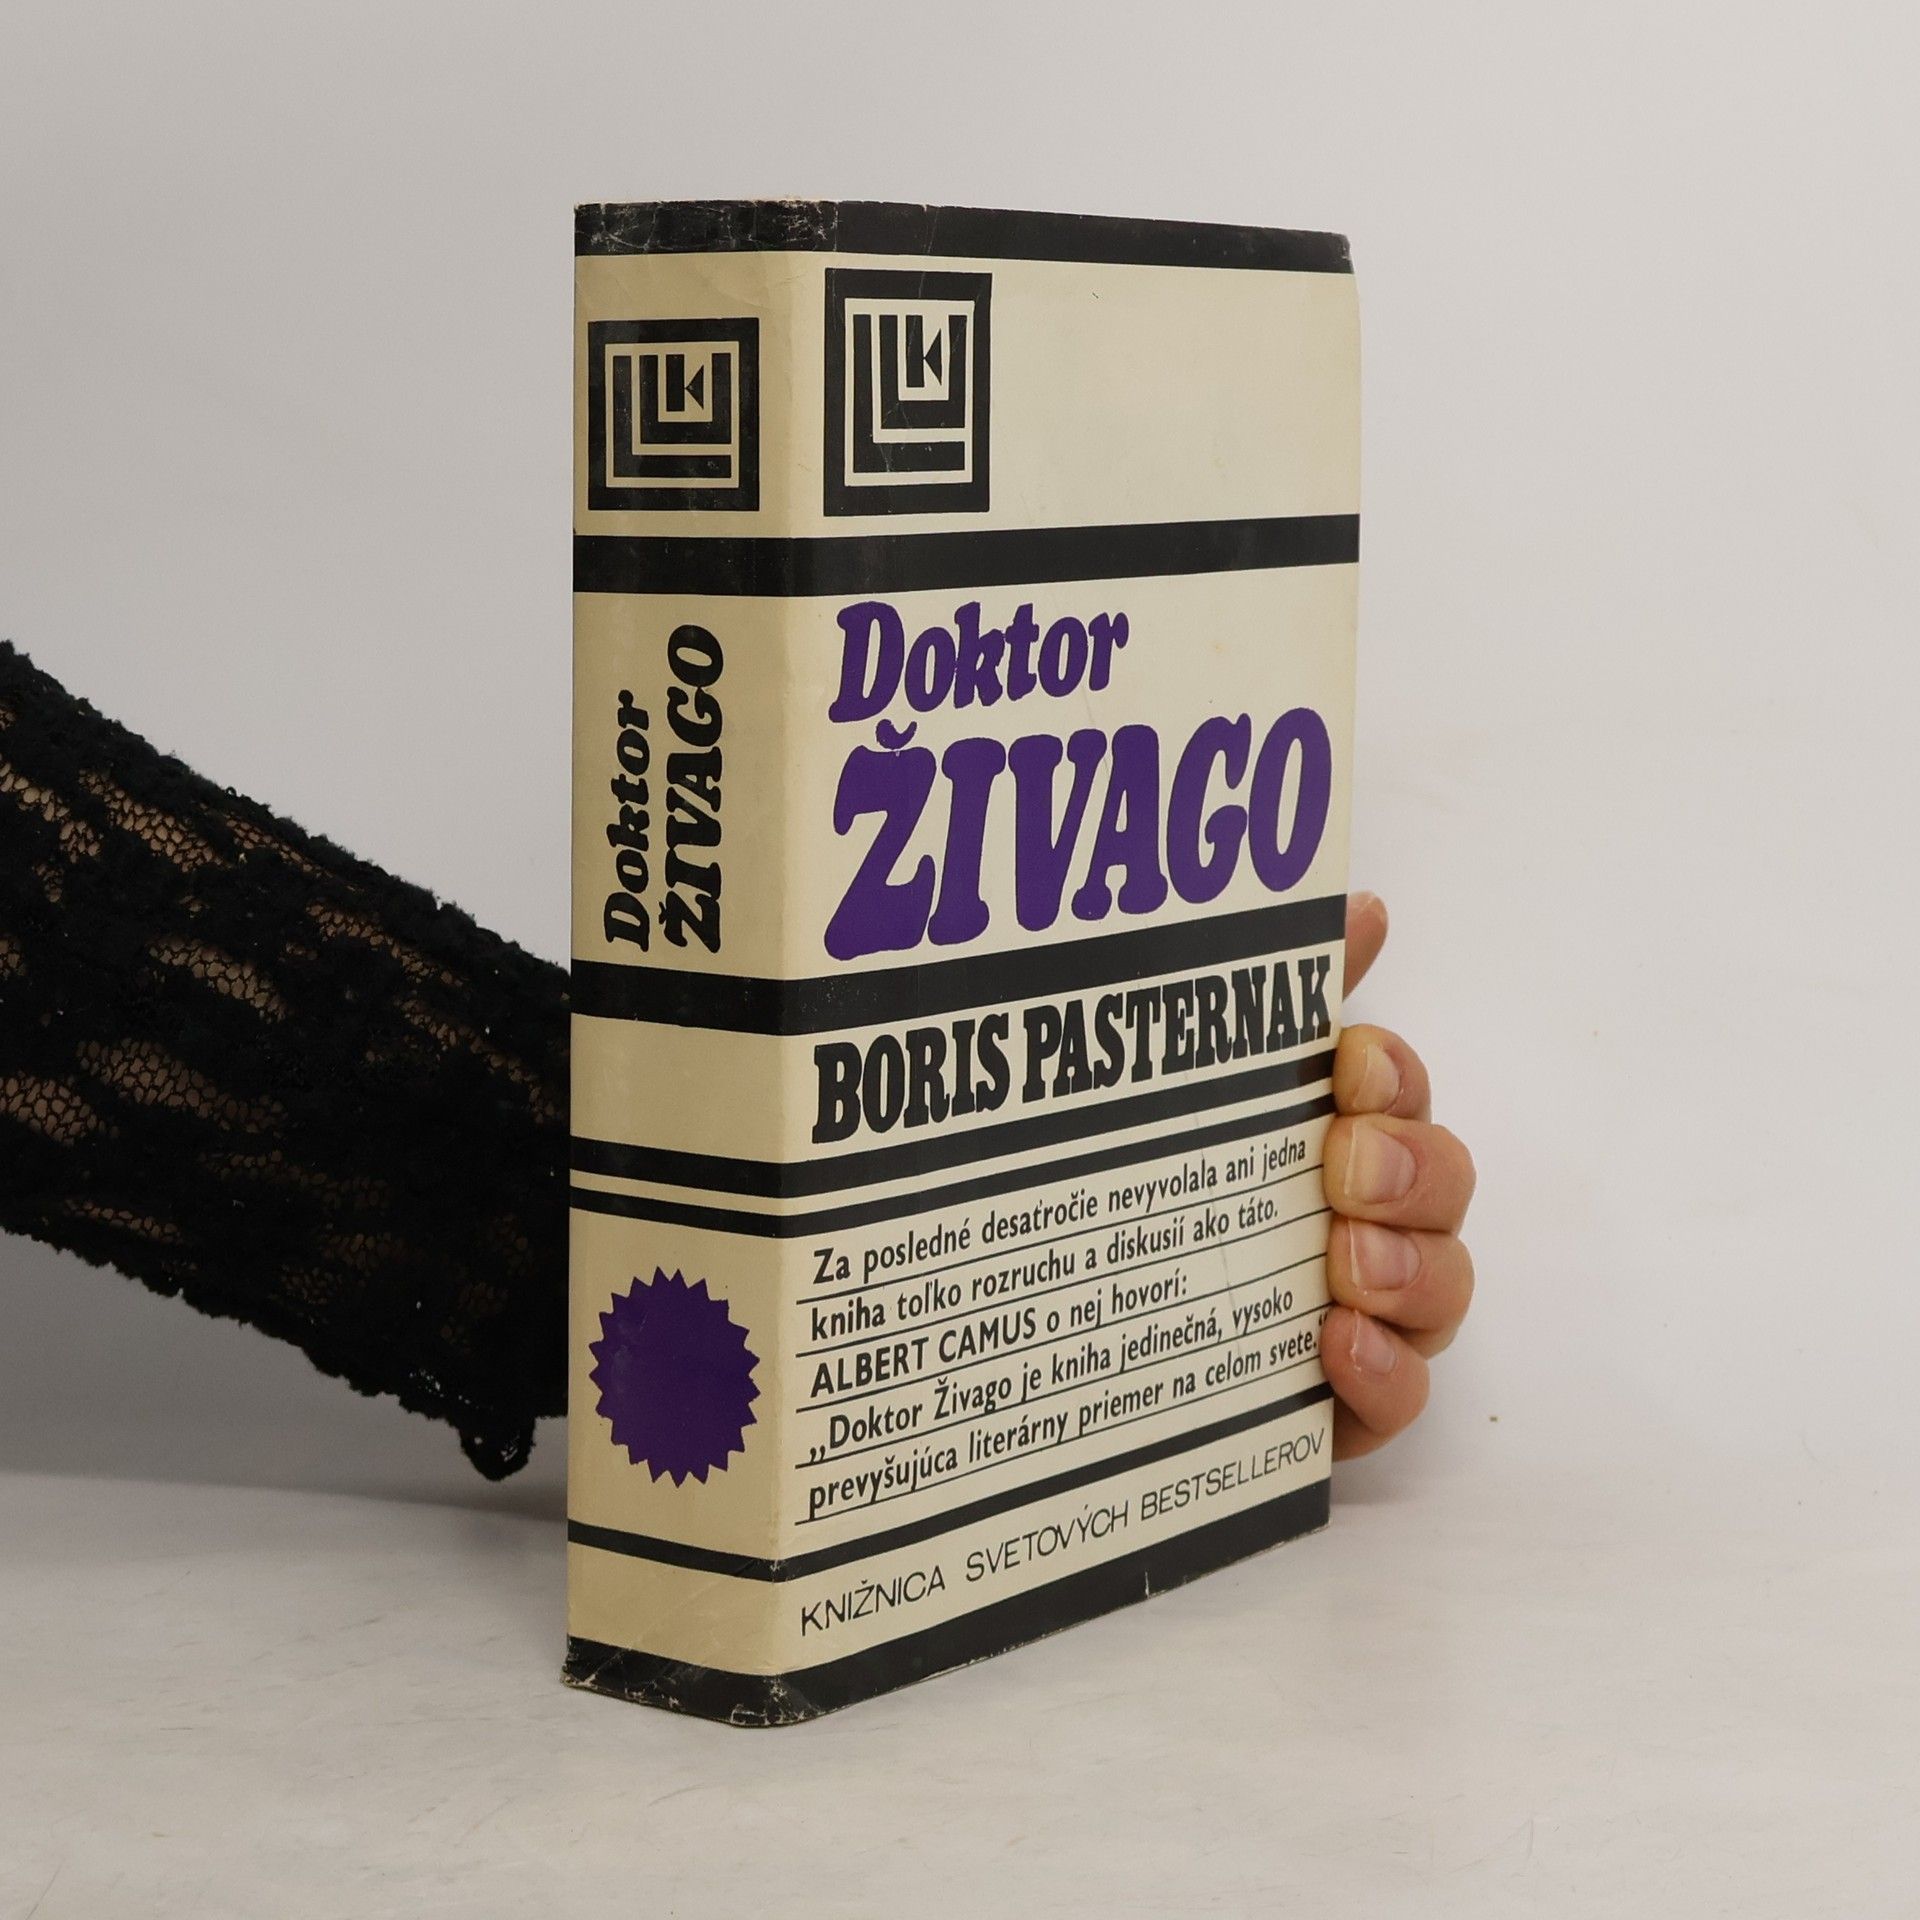 Doktor
ŽIVAGO
K
K
Doktor
ŽIVAGO
BORIS PASTERNAK
Za posledné desaťročie nevyvolala ani jedna
kniha toľko rozruchu a diskusií ako táto.
ALBERT CAMUS o nej hovorí:
„Doktor Živago je kniha jedinečná, vysoko
prevyšujúca literárny priemer na celom svete.“
KNIŽNICA SVETOVÝCH BESTSELLEROV